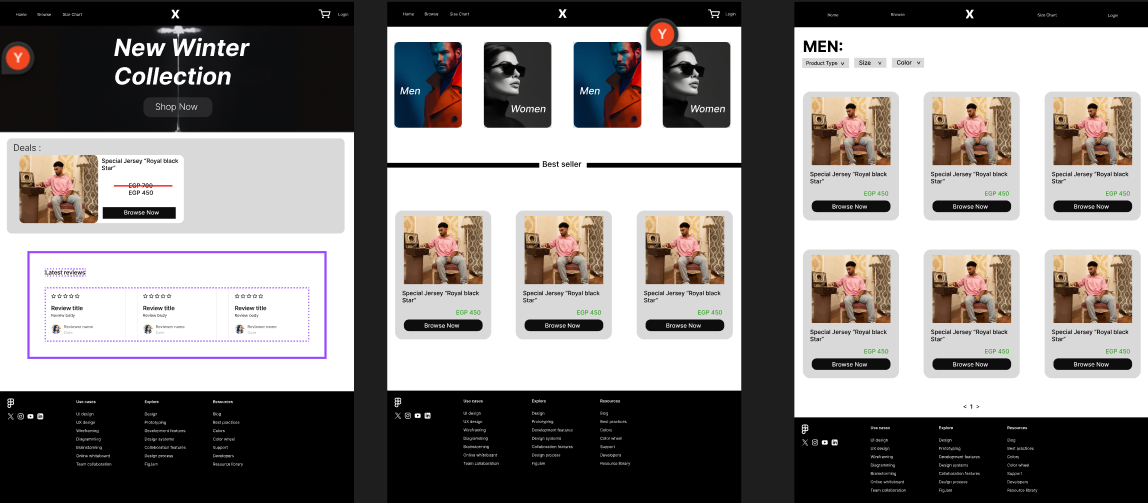 Home Browse Size Chart X Login
Y
New Winter
Collection
Shop Now
Deals :
Special Jersey "Royal black
Star"
EGP 700
EGP 450
Browse Now
Latest reviews
Review title Review title Review title
Review body Review body Review body
Reviewer name Reviewer name Reviewer name
Date Date Date
Use cases Explore Resources
UI design Design Blog
UX design Prototyping Best practices
Wireframing Development features Colors
Diagramming Design systems Color wheel
Brainstorming Collaboration features Support
Online whiteboard Design process Developers
Team collaboration FigJam Resource library
Home Browse Size Chart X Login
Y
Men Women Men Women
Best seller
Special Jersey "Royal black Special Jersey "Royal black Special Jersey "Royal black
Star" Star" Star"
EGP 450 EGP 450 EGP 450
Browse Now Browse Now Browse Now
Use cases Explore Resources
UI design Design Blog
UX design Prototyping Best practices
Wireframing Development features Colors
Diagramming Design systems Color wheel
Brainstorming Collaboration features Support
Online whiteboard Design process Developers
Team collaboration FigJam Resource library
Home Browse X Size Chart Login
MEN:
Product Type v Size v Color v
Special Jersey "Royal black Special Jersey "Royal black Special Jersey "Royal black
Star" Star" Star"
EGP 450 EGP 450 EGP 450
Browse Now Browse Now Browse Now
Special Jersey "Royal black Special Jersey "Royal black Special Jersey "Royal black
Star" Star" Star"
EGP 450 EGP 450 EGP 450
Browse Now Browse Now Browse Now
< 1 >
Use cases Explore Resources
UI design Design Blog
UX design Prototyping Best practices
Wireframing Development features Colors
Diagramming Design systems Color wheel
Brainstorming Collaboration features Support
Online whiteboard Design process Developers
Team collaboration FigJam Resource library